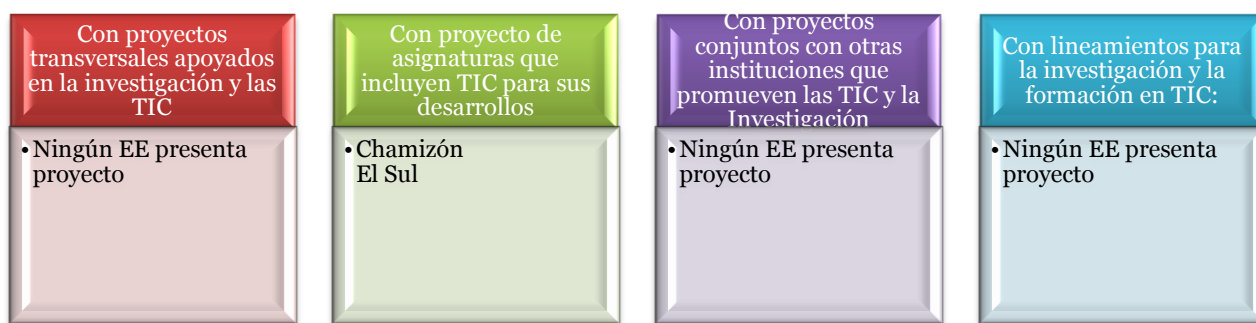 Con proyectos
transversales apoyados
en la investigación y las
TIC
•Ningún EE presenta
proyecto
Con proyecto de
asignaturas que
incluyen TIC para sus
desarrollos
•Chamizón
El Sul
Con proyectos
conjuntos con otras
instituciones que
promueven las TIC y la
Investigación
•Ningún EE presenta
proyecto
Con lineamientos para
la investigación y la
formación en TIC:
•Ningún EE presenta
proyecto